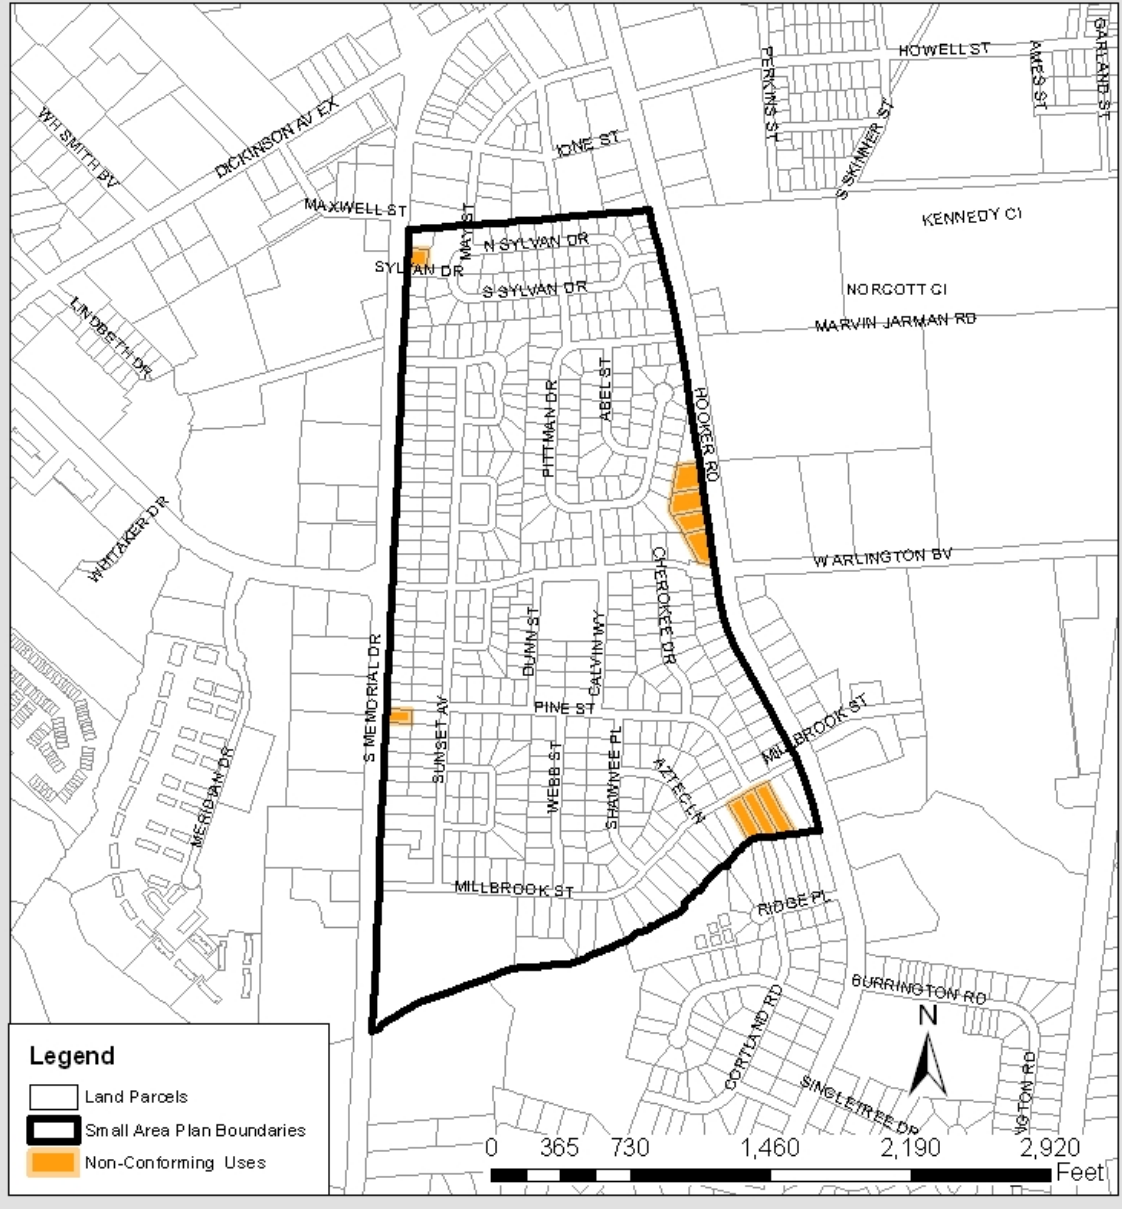 HOWELL ST
GARLAND ST
AMES ST
PERKINS ST
WH SMITH BV
DICKINSON AV EX
IONE ST
S SKINNER ST
MAXWELL ST
MAY ST
KENNEDY CI
N SYLVAN DR
SYLVAN DR
S SYLVAN DR
NORCOTT CI
LINDBETH DR
MARVIN JARMAN RD
ABEL ST
PITTMAN DR
HOOKER RD
WHITAKER DR
W ARLINGTON BV
CHEROKEE DR
DUNN ST
CALVIN WY
S MEMORIAL DR
PINE ST
SUNSET AV
MILLBROOK ST
WEBB ST
SHAWNEE PL
AZTEC LN
MERIDIAN DR
MILLBROOK ST
RIDGE PL
BURRINGTON RD
CORTLAND RD
N
SINGLETREE DR
NGTON RD
Legend
Land Parcels
Small Area Plan Boundaries
Non-Conforming Uses
0 365 730 1,460 2,190 2,920
Feet